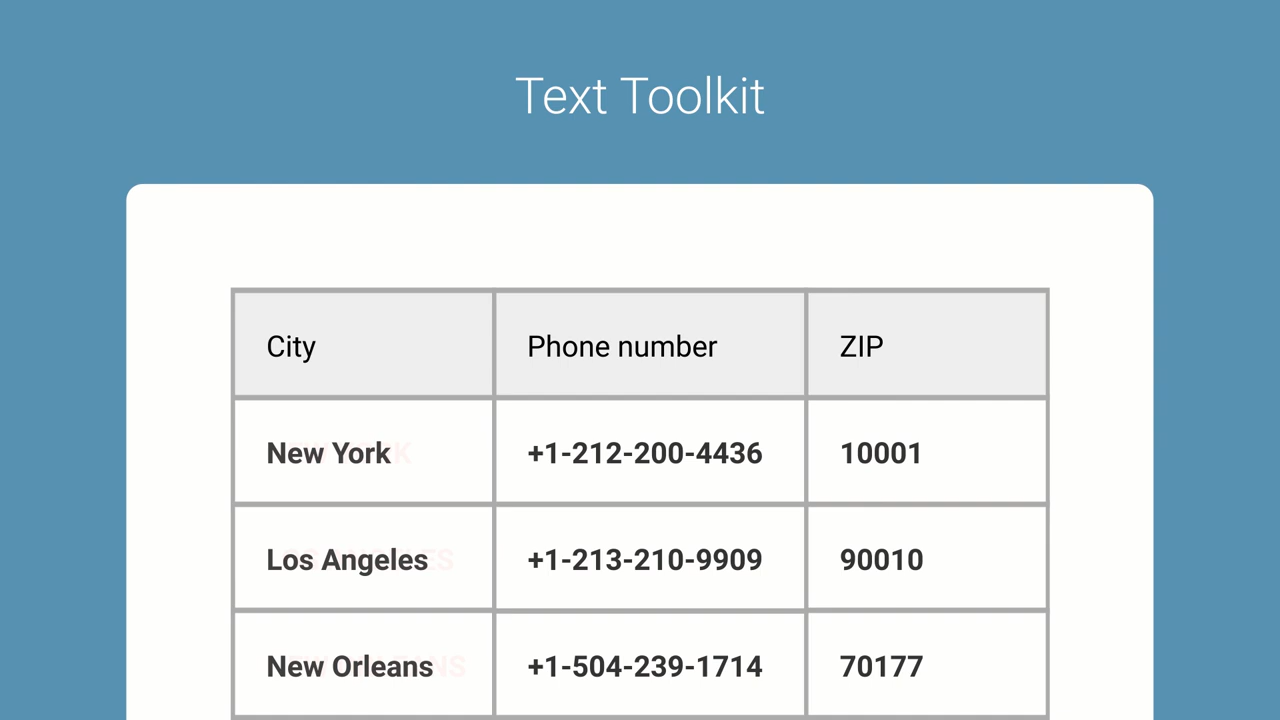 Text Toolkit
City Phone number ZIP
New York +1-212-200-4436 10001
Los Angeles +1-213-210-9909 90010
New Orleans +1-504-239-1714 70177